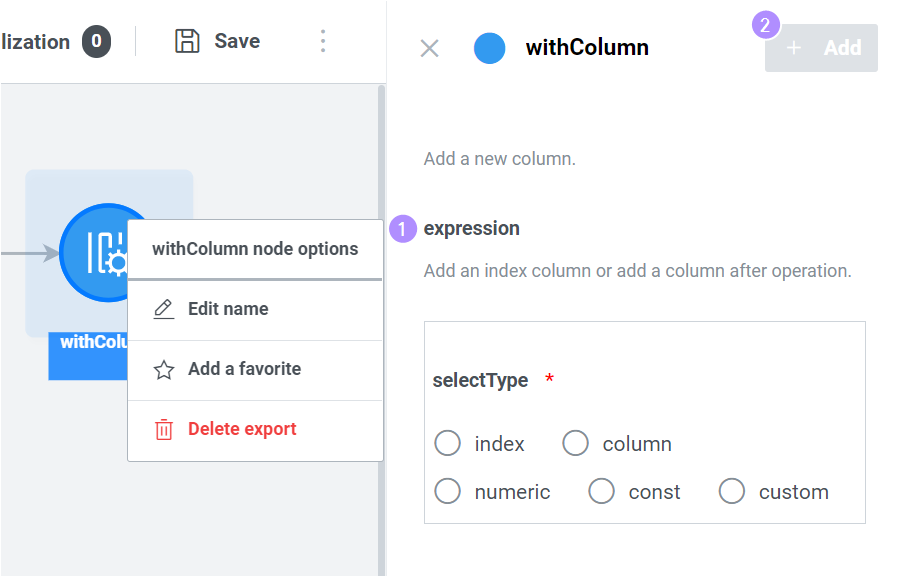 lization 0 Save
withColumn
2
+ Add
Add a new column.
1 expression
Add an index column or add a column after operation.
withColumn node options
Edit name
Add a favorite
Delete export
withColu
selectType *
index column
numeric const custom